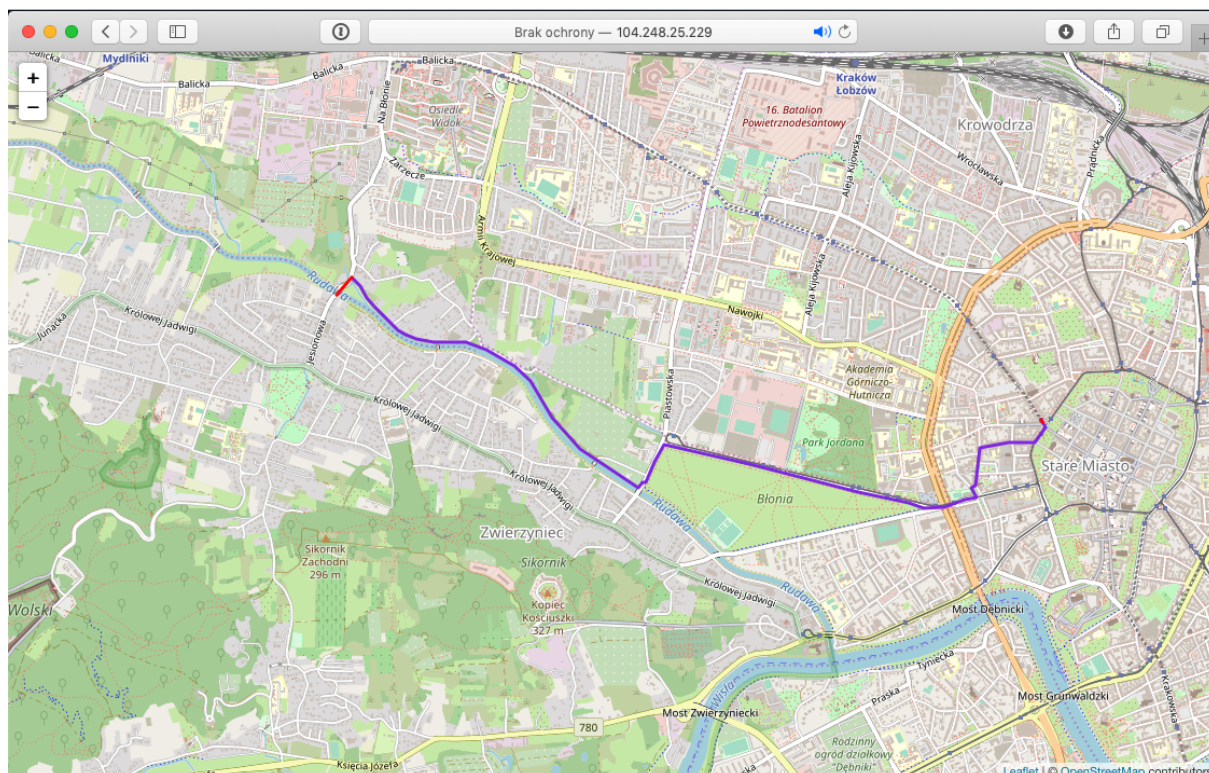 Brak ochrony — 104.248.25.229
+
−
Mydlniki
Balicka
Balicka
Balicka
Balicka
Na Błonie
Osiedle
Widok
Zarzecze
Armii Krajowej
16. Batalion
Powietrznodesantowy
Kraków
Łobzów
Krowodrza
Wrocławska
Prądnicka
Aleja Kijowska
Aleja Kijowska
Nawojki
Rudawa
Junacka
Królowej Jadwigi
Jesionowa
Królowej Jadwigi
Piastowska
Akademia
Górniczo-
Hutnicza
Park Jordana
Stare Miasto
Błonia
Królowej Jadwigi
Rudawa
Zwierzyniec
Sikornik
Zachodni
296 m
Sikornik
Kopiec
Kościuszki
327 m
Wolski
Królowej Jadwigi
Rudawa
Most Dębnicki
Tyniecka
Praska
Wisła
Most Zwierzyniecki
Most Grunwaldzki
Krakowska
780
Księcia Józefa
Rodzinny
ogród działkowy
"Dębniki"
Leaflet | © OpenStreetMap contributors